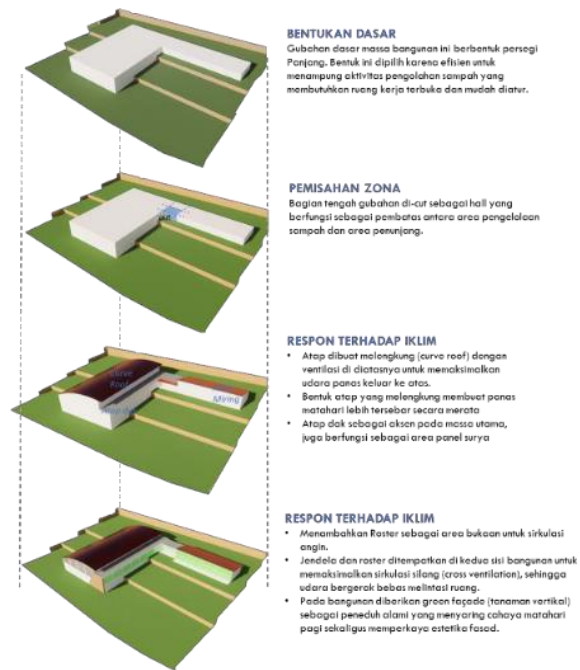 BENTUKAN DASAR
Gubahan dasar massa bangunan ini berbentuk persegi
Panjang. Bentuk ini dipilih karena efisien untuk
menampung aktivitas pengolahan sampah yang
membutuhkan ruang kerja terbuka dan mudah diatur.
PEMISAHAN ZONA
Bagian tengah gubahan di-cut sebagai hall yang
berfungsi sebagai pembatas antara area pengelolaan
sampah dan area penunjang.
RESPON TERHADAP IKLIM
• Atap dibuat melengkung (curve roof) dengan
ventilasi di diatasnya untuk memaksimalkan
udara panas keluar ke atas.
• Bentuk atap yang melengkung membuat panas
matahari lebih tersebar secara merata
• Atap dak sebagai aksen pada massa utama,
juga berfungsi sebagai area panel surya
Curve
Roof
Miring
RESPON TERHADAP IKLIM
• Menambahkan Roster sebagai area bukaan untuk sirkulasi
angin.
• Jendela dan roster ditempatkan di kedua sisi bangunan untuk
memaksimalkan sirkulasi silang (cross ventilation), sehingga
udara bergerak bebas melintasi ruang.
• Pada bangunan diberikan green façade (tanaman vertikal)
sebagai peneduh alami yang menyaring cahaya matahari
pagi sekaligus memperkaya estetika fasad.